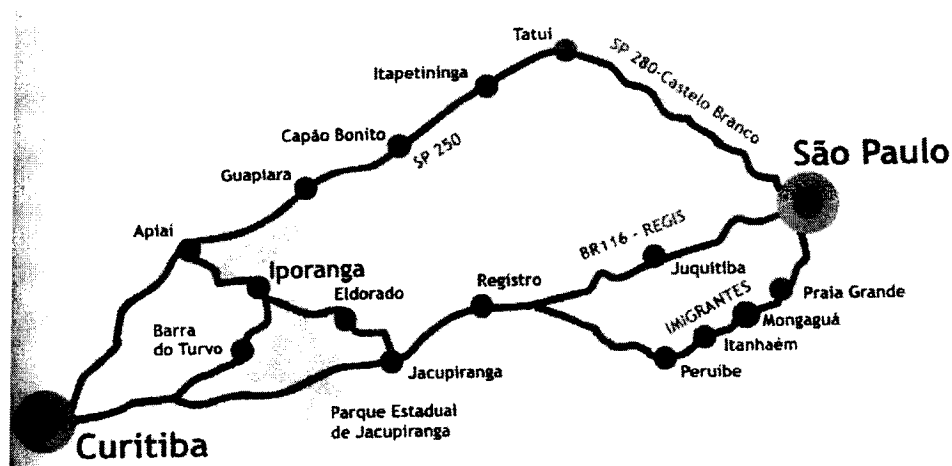 Tatui
Itapetininga
SP 280-Castelo Branco
Capão Bonito
SP 250
São Paulo
Guapiara
Apiaí
BR116 - REGIS
Iporanga
Juquitiba
Registro
Eldorado
IMIGRANTES
Praia Grande
Mongaguá
Barra
do Turvo
Itanhaém
Peruíbe
Jacupiranga
Parque Estadual
de Jacupiranga
Curitiba